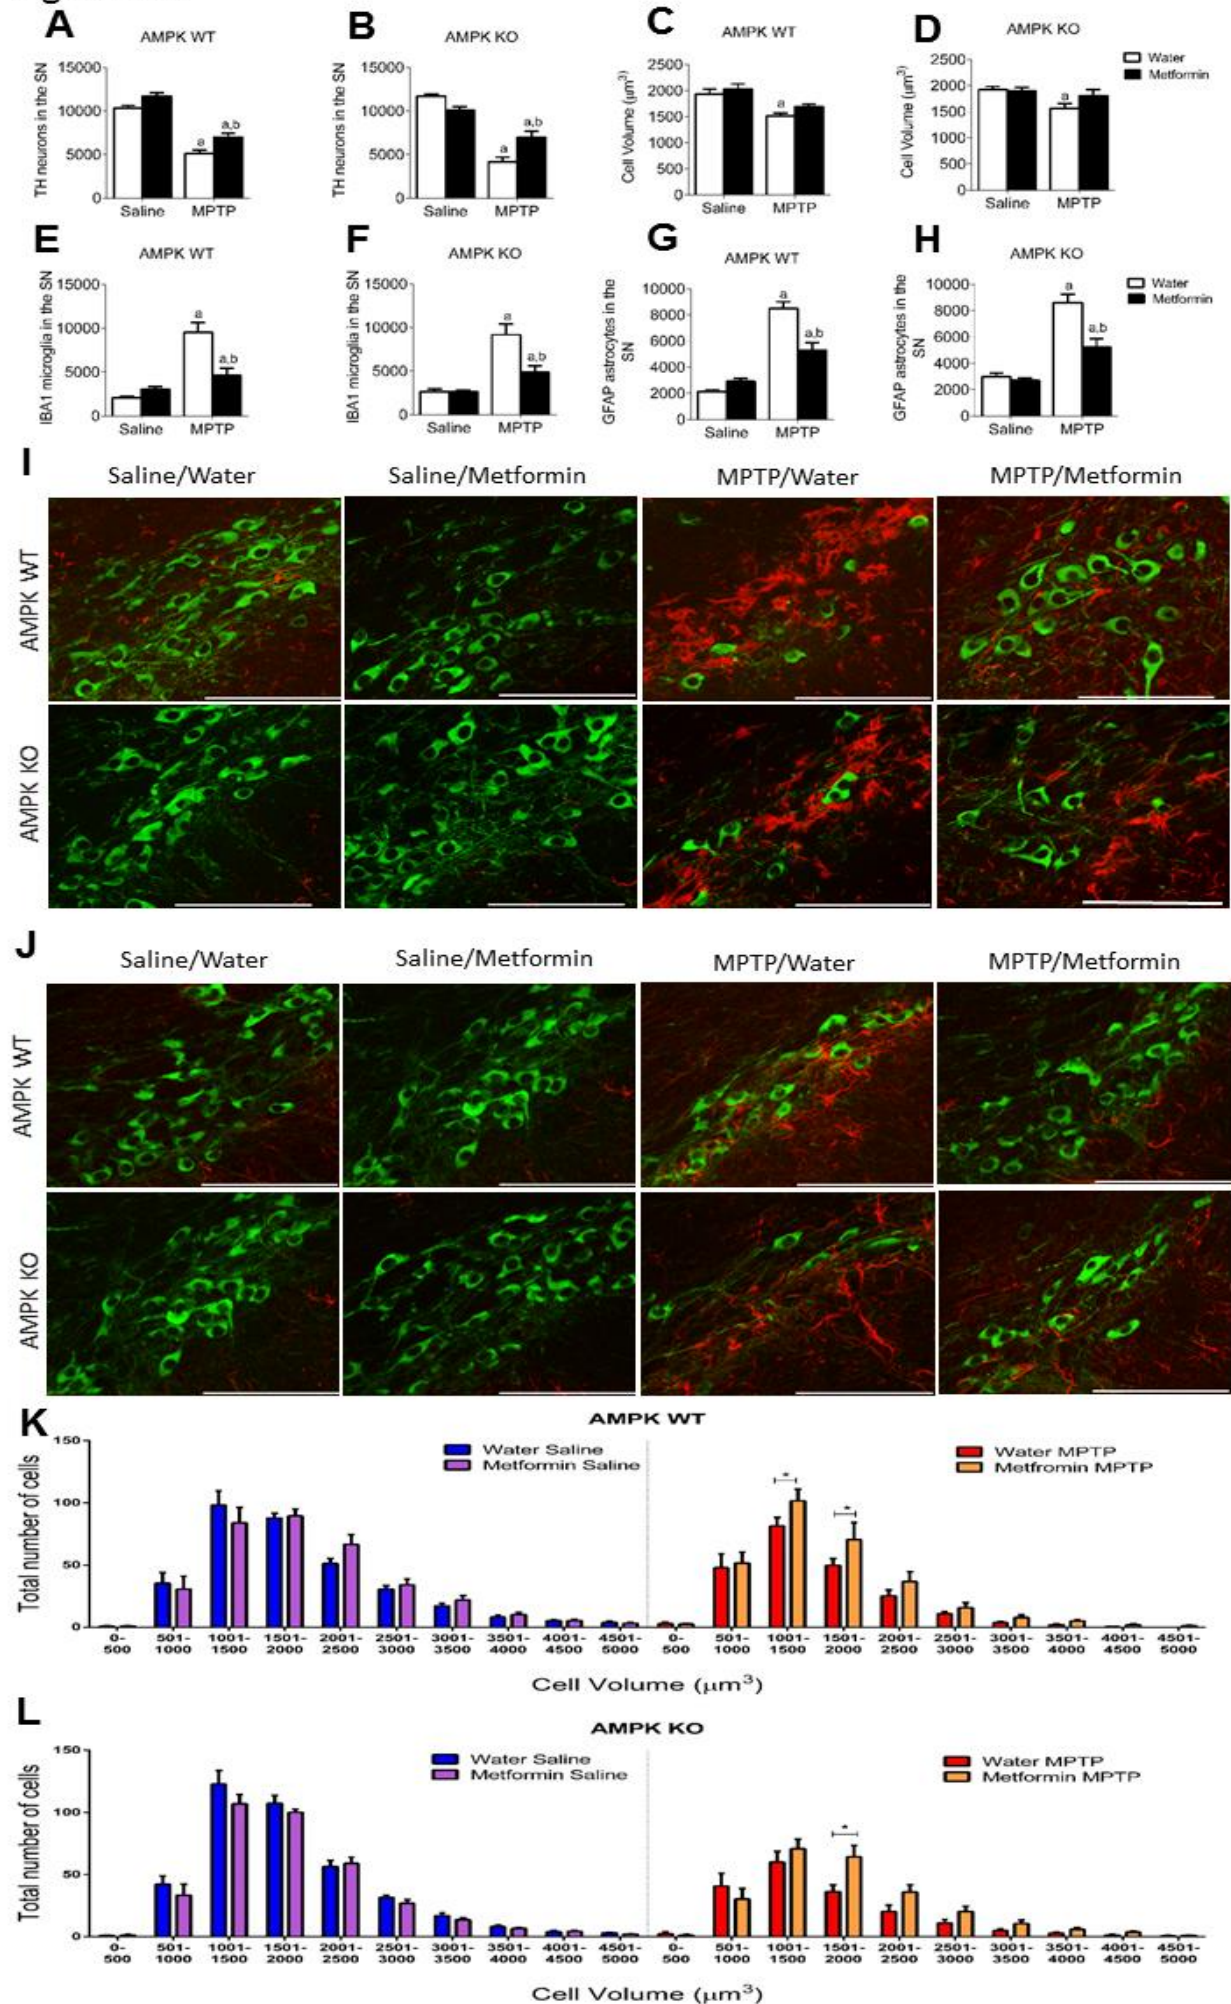 A
AMPK WT
TH neurons in the SN
15000
10000
5000
0
a
a,b
Saline
MPTP
B
AMPK KO
TH neurons in the SN
15000
10000
5000
0
a
a,b
Saline
MPTP
C
AMPK WT
Cell Volume (μm³)
2500
2000
1500
1000
500
0
a
Saline
MPTP
D
AMPK KO
Cell Volume (μm³)
2500
2000
1500
1000
500
0
a
Saline
MPTP
Water
Metformin
E
AMPK WT
IBA1 microglia in the SN
15000
10000
5000
0
a
a,b
Saline
MPTP
F
AMPK KO
IBA1 microglia in the SN
15000
10000
5000
0
a
a,b
Saline
MPTP
G
AMPK WT
GFAP astrocytes in the
SN
10000
8000
6000
4000
2000
0
a
a,b
Saline
MPTP
H
AMPK KO
GFAP astrocytes in the
SN
10000
8000
6000
4000
2000
0
a
a,b
Saline
MPTP
Water
Metformin
I
Saline/Water
Saline/Metformin
MPTP/Water
MPTP/Metformin
AMPK WT
AMPK KO
J
Saline/Water
Saline/Metformin
MPTP/Water
MPTP/Metformin
AMPK WT
AMPK KO
K
AMPK WT
Total number of cells
150
100
50
0
Water Saline
Metformin Saline
Water MPTP
Metfromin MPTP
*
*
0-
500
501-
1000
1001-
1500
1501-
2000
2001-
2500
2501-
3000
3001-
3500
3501-
4000
4001-
4500
4501-
5000
0-
500
501-
1000
1001-
1500
1501-
2000
2001-
2500
2501-
3000
3001-
3500
3501-
4000
4001-
4500
4501-
5000
Cell Volume (μm³)
L
AMPK KO
Total number of cells
150
100
50
0
Water Saline
Metformin Saline
Water MPTP
Metformin MPTP
*
0-
500
501-
1000
1001-
1500
1501-
2000
2001-
2500
2501-
3000
3001-
3500
3501-
4000
4001-
4500
4501-
5000
0-
500
501-
1000
1001-
1500
1501-
2000
2001-
2500
2501-
3000
3001-
3500
3501-
4000
4001-
4500
4501-
5000
Cell Volume (μm³)